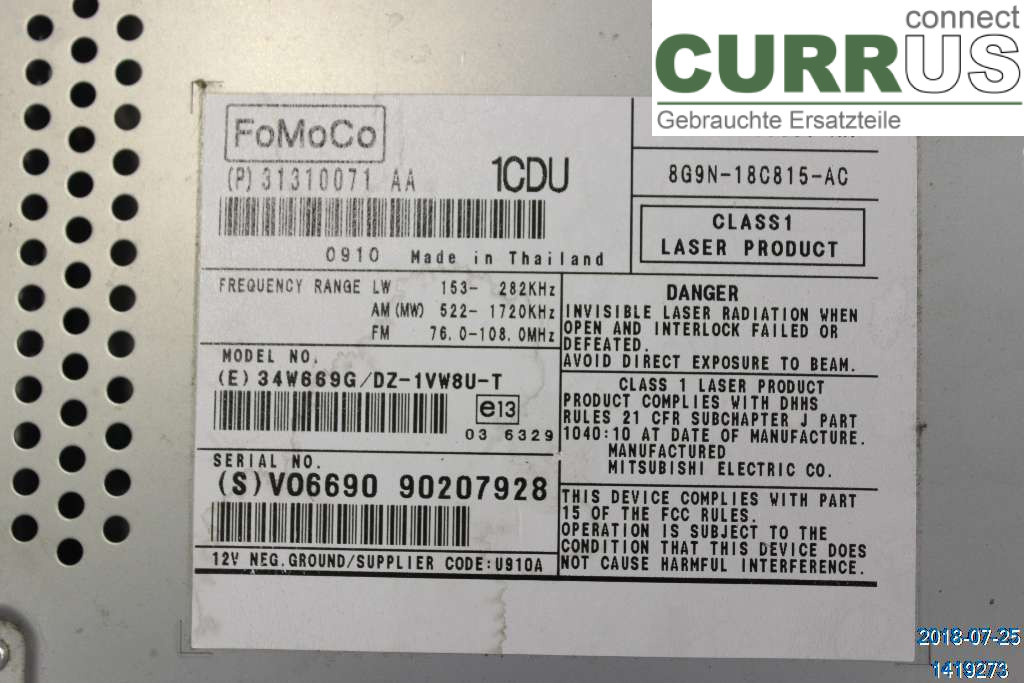 connect
CURRUS
Gebrauchte Ersatzteile
FoMoCo
(P) 31310071 AA
1CDU
0910 Made in Thailand
8G9N-18C815-AC
CLASS1
LASER PRODUCT
FREQUENCY RANGE LW 153- 282KHz
AM(MW) 522- 1720KHz
FM 76.0-108.0MHz
MODEL NO.
(E) 34W669G/DZ-1VW8U-T
e13
03 6329
SERIAL NO.
(S)V06690 90207928
12V NEG.GROUND/SUPPLIER CODE:U910A
DANGER
INVISIBLE LASER RADIATION WHEN
OPEN AND INTERLOCK FAILED OR
DEFEATED.
AVOID DIRECT EXPOSURE TO BEAM.
CLASS 1 LASER PRODUCT
PRODUCT COMPLIES WITH DHHS
RULES 21 CFR SUBCHAPTER J PART
1040:10 AT DATE OF MANUFACTURE.
MANUFACTURED
MITSUBISHI ELECTRIC CO.
THIS DEVICE COMPLIES WITH PART
15 OF THE FCC RULES.
OPERATION IS SUBJECT TO THE
CONDITION THAT THIS DEVICE DOES
NOT CAUSE HARMFUL INTERFERENCE.
2018-07-25
1419273